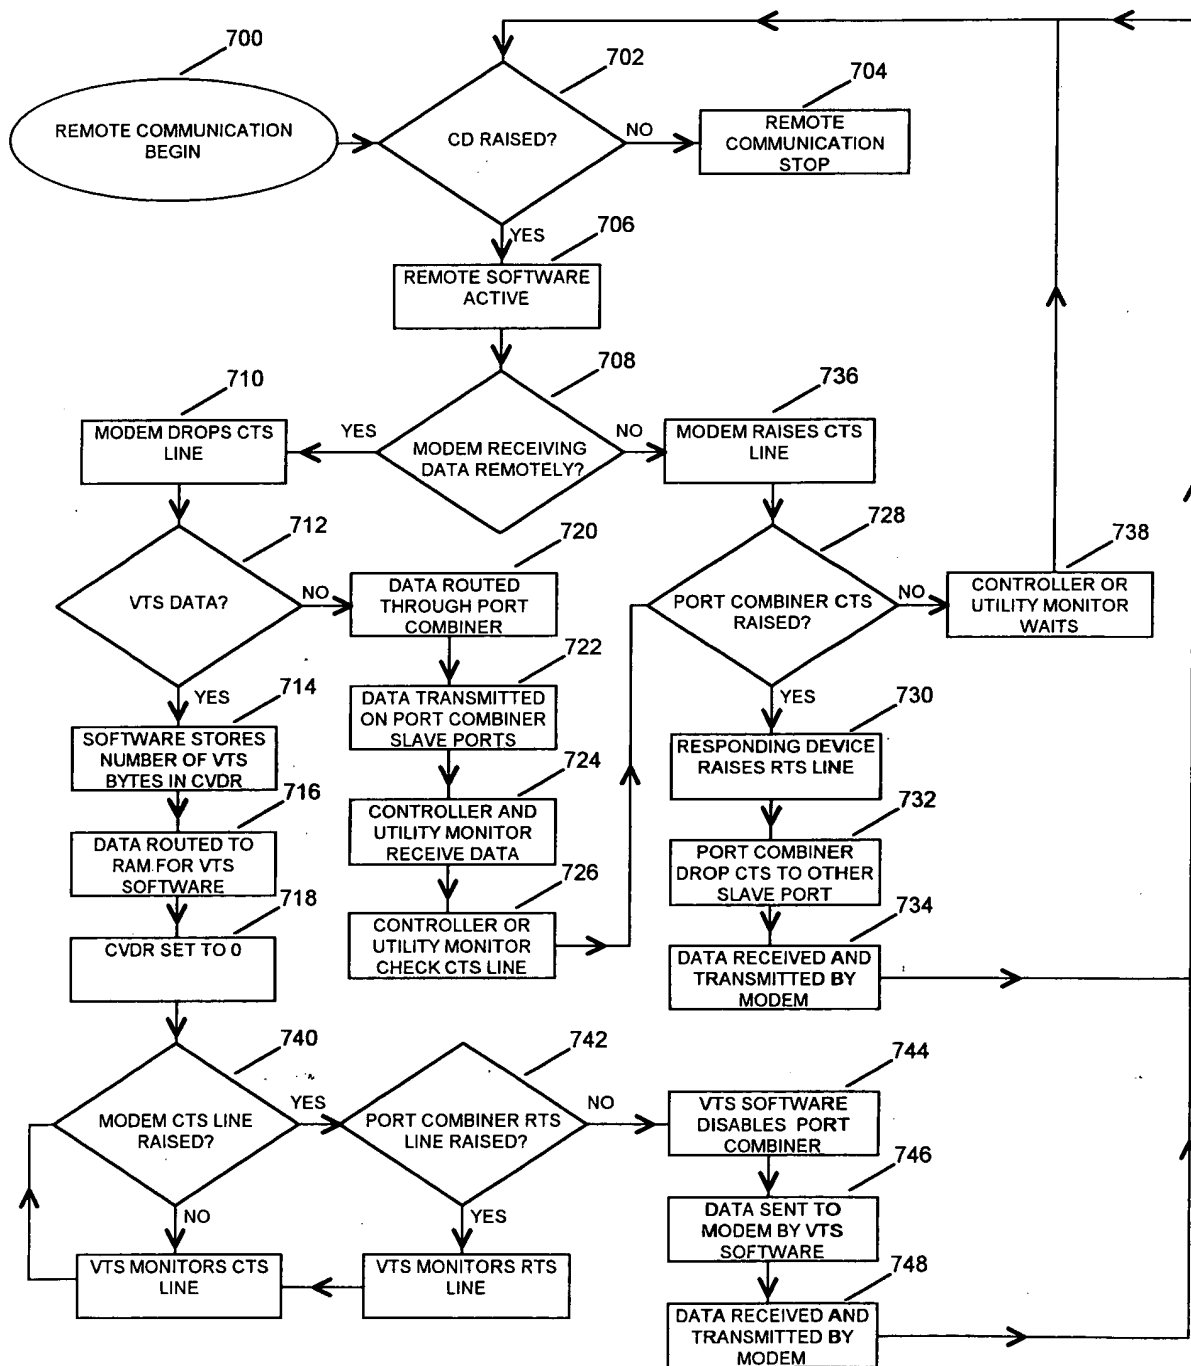 700
REMOTE COMMUNICATION
BEGIN
702
CD RAISED?
NO
704
REMOTE
COMMUNICATION
STOP
YES
706
REMOTE SOFTWARE
ACTIVE
708
MODEM RECEIVING
DATA REMOTELY?
YES
710
MODEM DROPS CTS
LINE
NO
736
MODEM RAISES CTS
LINE
712
VTS DATA?
NO
720
DATA ROUTED
THROUGH PORT
COMBINER
728
PORT COMBINER CTS
RAISED?
NO
738
CONTROLLER OR
UTILITY MONITOR
WAITS
YES
714
SOFTWARE STORES
NUMBER OF VTS
BYTES IN CVDR
722
DATA TRANSMITTED
ON PORT COMBINER
SLAVE PORTS
YES
730
RESPONDING DEVICE
RAISES RTS LINE
716
DATA ROUTED TO
RAM FOR VTS
SOFTWARE
724
CONTROLLER AND
UTILITY MONITOR
RECEIVE DATA
732
PORT COMBINER
DROP CTS TO OTHER
SLAVE PORT
718
CVDR SET TO 0
726
CONTROLLER OR
UTILITY MONITOR
CHECK CTS LINE
734
DATA RECEIVED AND
TRANSMITTED BY
MODEM
740
MODEM CTS LINE
RAISED?
YES
742
PORT COMBINER RTS
LINE RAISED?
NO
744
VTS SOFTWARE
DISABLES PORT
COMBINER
NO
YES
746
DATA SENT TO
MODEM BY VTS
SOFTWARE
VTS MONITORS CTS
LINE
VTS MONITORS RTS
LINE
748
DATA RECEIVED AND
TRANSMITTED BY
MODEM